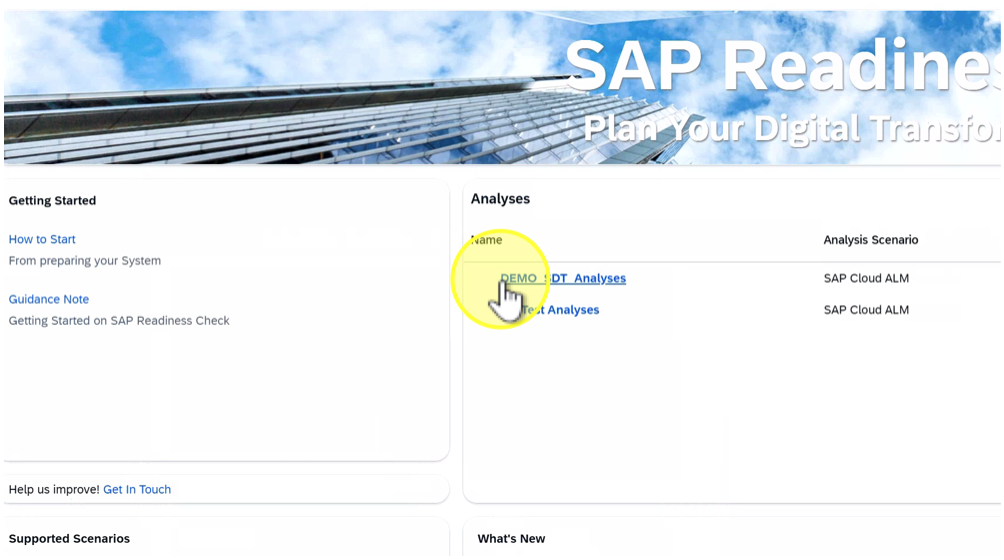 SAP Readines
Plan Your Digital Transfo
Getting Started
How to Start
From preparing your System
Guidance Note
Getting Started on SAP Readiness Check
Analyses
Name Analysis Scenario
DEMO_SDT_Analyses SAP Cloud ALM
Test Analyses SAP Cloud ALM
Help us improve! Get In Touch
Supported Scenarios
What's New